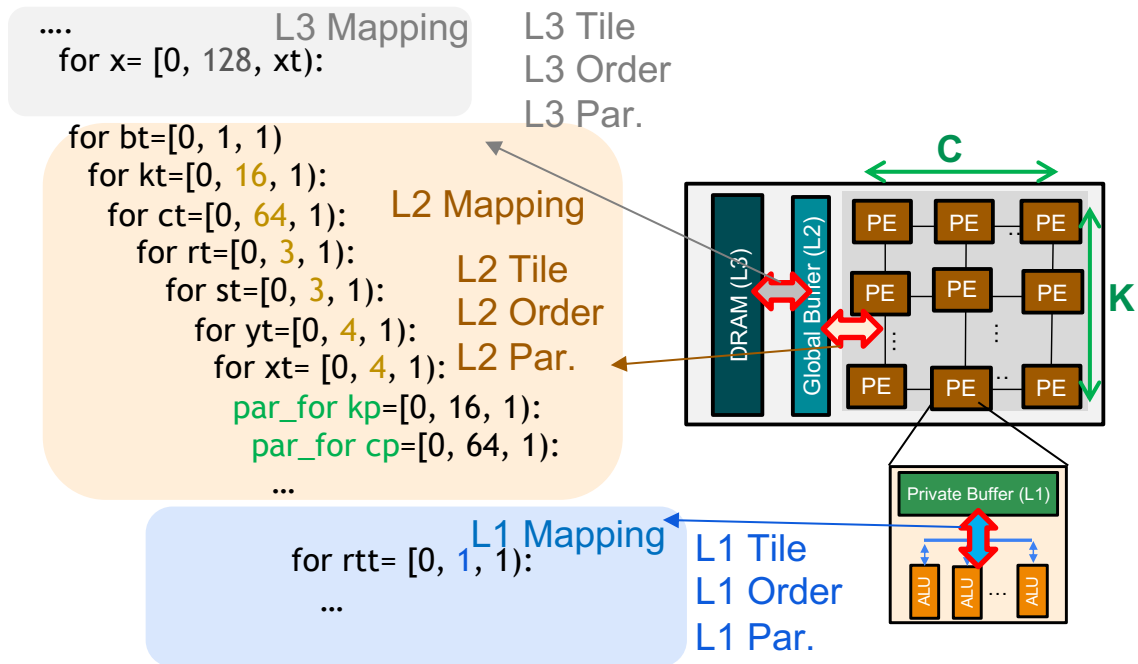 ....
L3 Mapping
for x= [0, 128, xt):
L3 Tile
L3 Order
L3 Par.
for bt=[0, 1, 1)
for kt=[0, 16, 1):
for ct=[0, 64, 1):
for rt=[0, 3, 1):
for st=[0, 3, 1):
for yt=[0, 4, 1):
for xt= [0, 4, 1):
par_for kp=[0, 16, 1):
par_for cp=[0, 64, 1):
...
L2 Mapping
L2 Tile
L2 Order
L2 Par.
L1 Mapping
for rtt= [0, 1, 1):
...
L1 Tile
L1 Order
L1 Par.
C
K
DRAM (L3)
Global Buffer (L2)
PE PE .. PE
PE PE PE
... ...
PE PE .. PE
Private Buffer (L1)
ALU ALU ... ALU